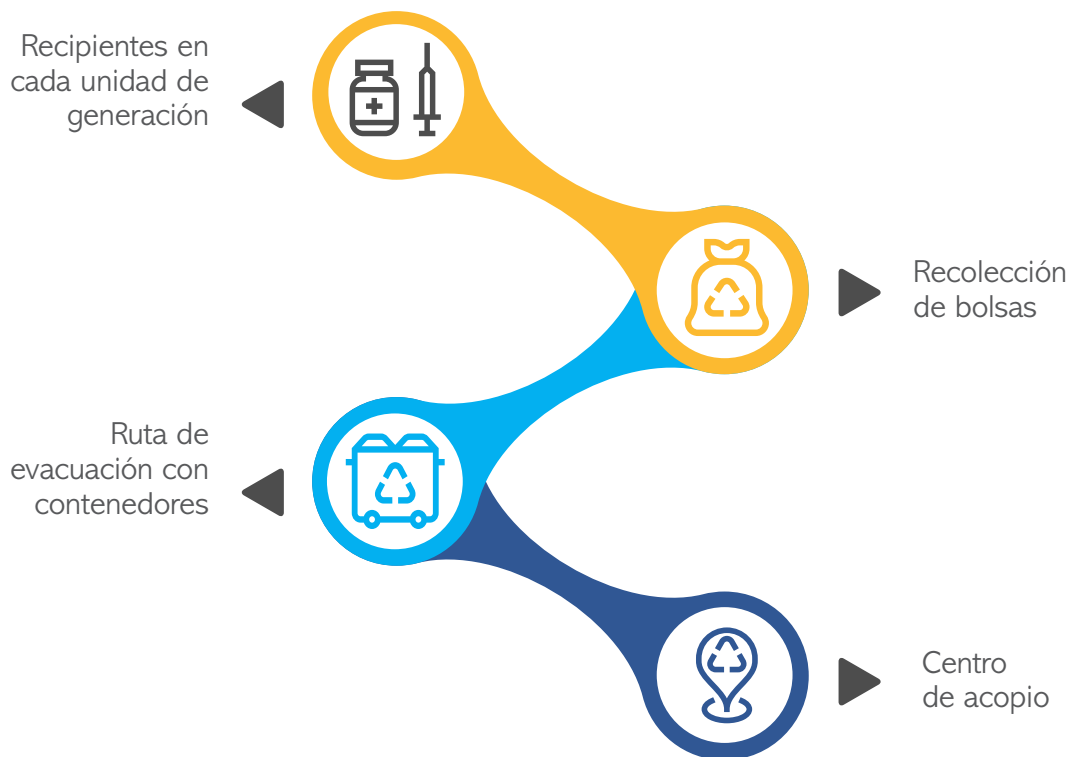 Recipientes en
cada unidad de
generación
Recolección
de bolsas
Ruta de
evacuación con
contenedores
Centro
de acopio